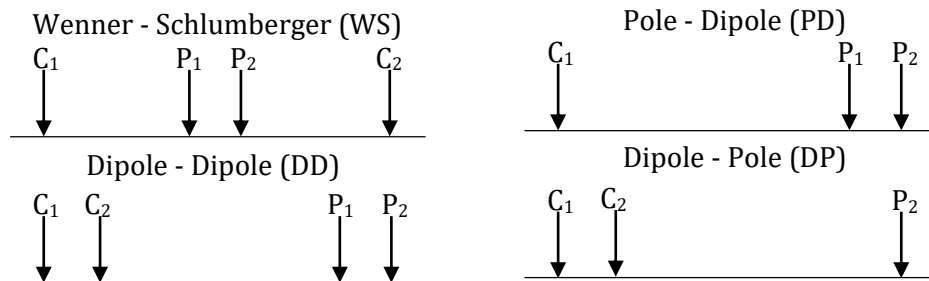 Wenner - Schlumberger (WS)
C₁ P₁ P₂ C₂
Pole - Dipole (PD)
C₁ P₁ P₂
Dipole - Dipole (DD)
C₁ C₂ P₁ P₂
Dipole - Pole (DP)
C₁ C₂ P₂